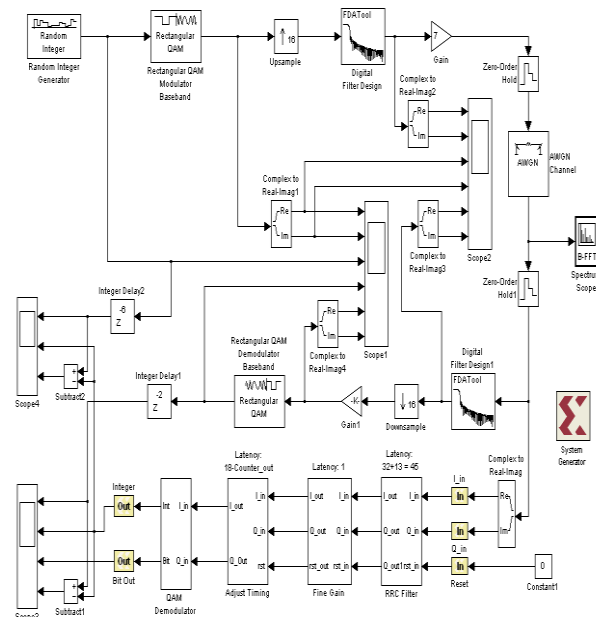 Random
Integer
Random Integer
Generator
Rectangular
QAM
Rectangular QAM
Modulator
Baseband
16
Upsample
FDATool
Digital
Filter Design
7
Gain
Zero-Order
Hold
AWGN
AWGN
Channel
B-FFT
Spectrum
Scope
Zero-Order
Hold1
Complex to
Real-Imag2
Re
Im
Scope2
Complex to
Real-Imag1
Re
Im
Re
Im
Complex to
Real-Imag3
Scope1
Integer Delay2
-6
Z
Scope4
+
−
Subtract2
Integer Delay1
-2
Z
Rectangular QAM
Demodulator
Baseband
Rectangular
QAM
Re
Im
Complex to
Real-Imag4
-K-
Gain1
16
Downsample
Digital
Filter Design1
FDATool
System
Generator
Scope3
+
−
Subtract1
Integer
Out
Out
Bit Out
Int
I_in
Bit
Q_in
QAM
Demodulator
Latency:
18-Counter_out
I_out
I_in
Q_in
Q_Out
rst
Adjust Timing
Latency: 1
I_out
I_in
Q_out
Q_in
rst_out
rst_in
Fine Gain
Latency:
32+13 = 45
I_out
I_in
Q_out
Q_in
Q_out1
rst_in
RRC Filter
I_in
In
In
Q_in
In
Reset
Complex to
Real-Imag
Re
Im
0
Constant1